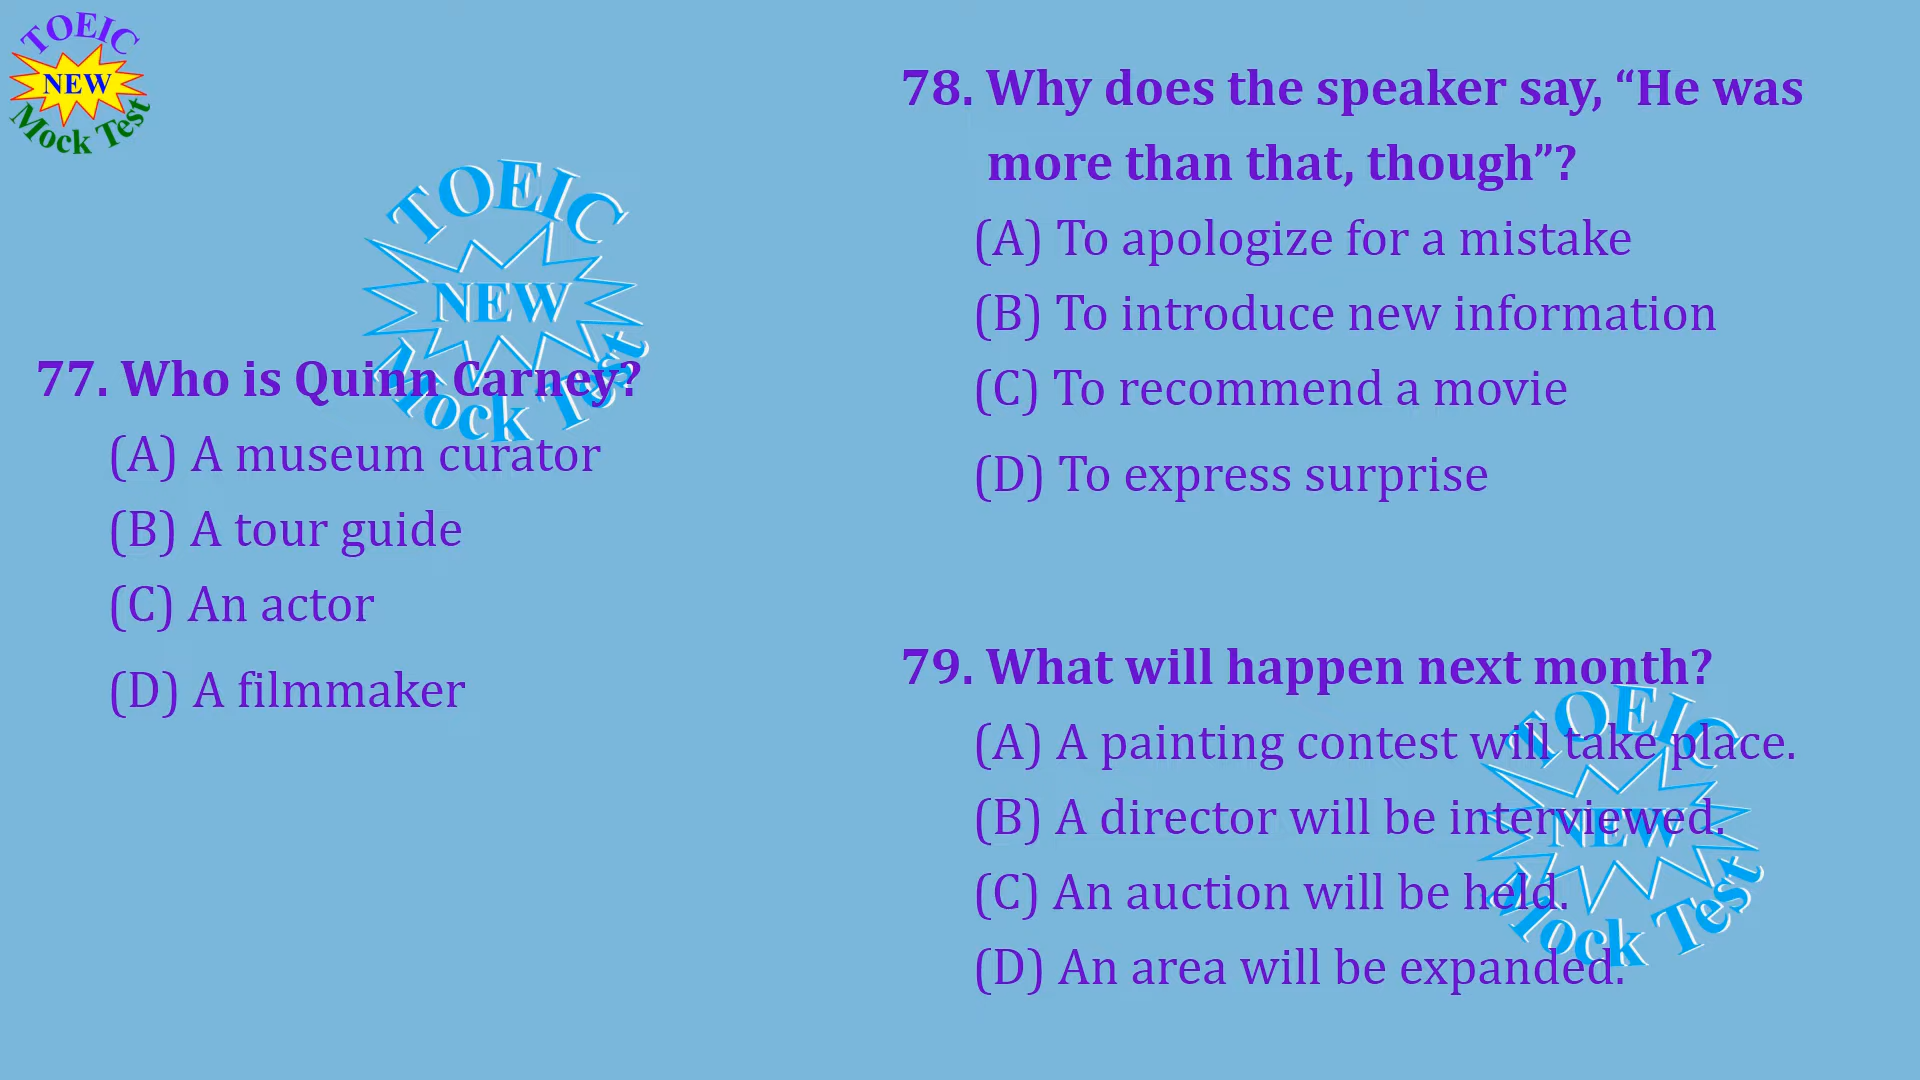 TOEIC
NEW
Mock Test
TOEIC
NEW
Mock Test
77. Who is Quinn Carney?
(A) A museum curator
(B) A tour guide
(C) An actor
(D) A filmmaker
78. Why does the speaker say, “He was
more than that, though”?
(A) To apologize for a mistake
(B) To introduce new information
(C) To recommend a movie
(D) To express surprise
79. What will happen next month?
(A) A painting contest will take place.
(B) A director will be interviewed.
(C) An auction will be held.
(D) An area will be expanded.
TOEIC
NEW
Mock Test